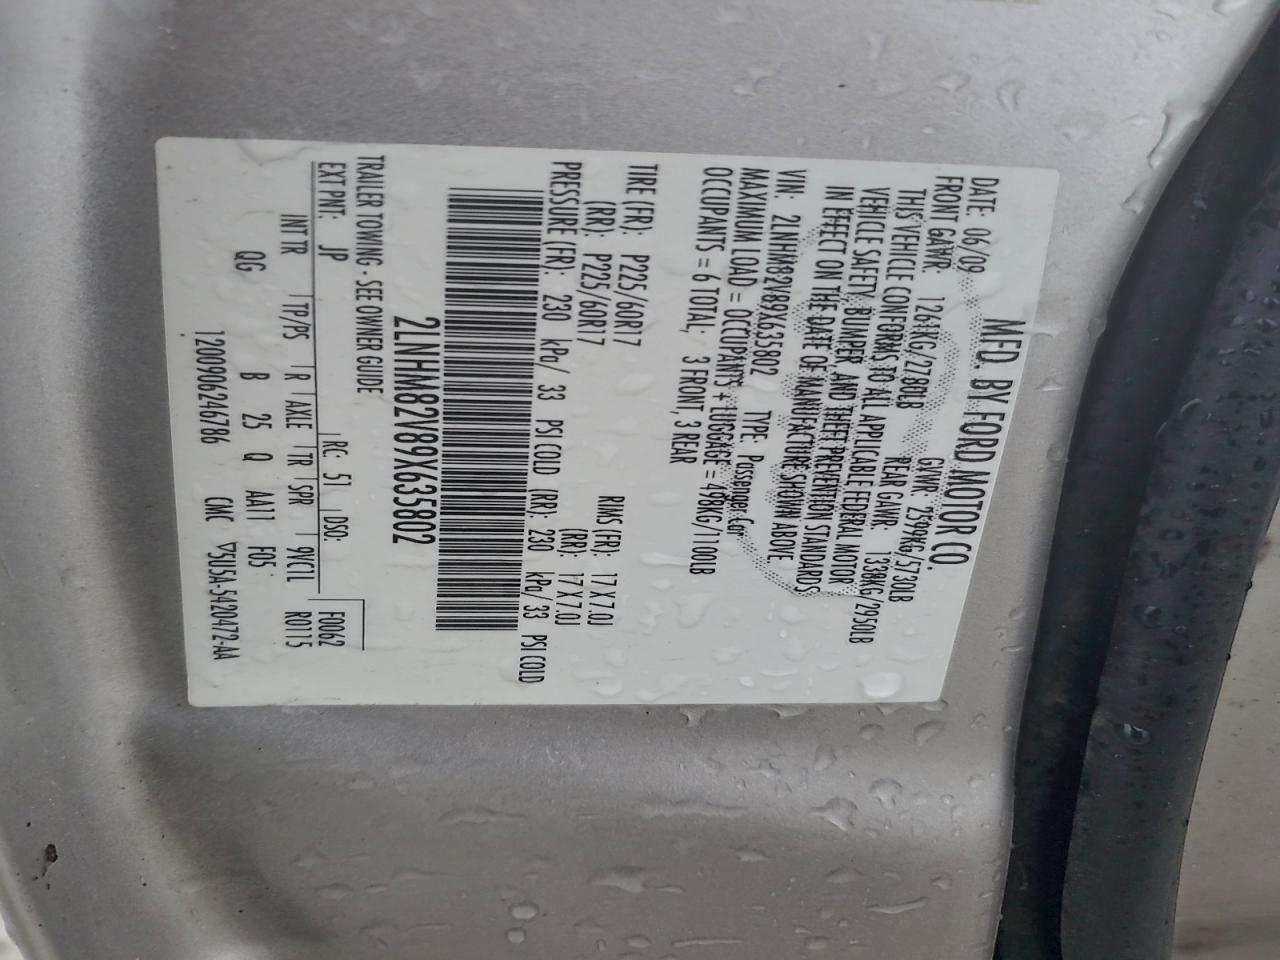 MFD. BY FORD MOTOR CO.
DATE: 06/09 GVWR: 2599KG/5730LB
FRONT GAWR: 1261KG/2788LB REAR GAWR 1338KG/2950LB
THIS VEHICLE CONFORMS TO ALL APPLICABLE FEDERAL MOTOR
VEHICLE SAFETY, BUMPER, AND THEFT PREVENTION STANDARDS
IN EFFECT ON THE DATE OF MANUFACTURE SHOWN ABOVE.
VIN: 2LNHM82V89X635802 TYPE: Passenger Car
MAXIMUM LOAD = OCCUPANTS + LUGGAGE = 498KG/1100LB
OCCUPANTS = 6 TOTAL; 3 FRONT, 3 REAR
TIRE (FR): P225/60R17 RIMS (FR): 17 X 7.0J
(RR): P225/60R17 (RR): 17 X 7.0J
PRESSURE (FR): 230 kPa/ 33 PSI COLD (RR): 230 kPa/ 33 PSI COLD
2LNHM82V89X635802
TRAILER TOWING - SEE OWNER GUIDE
EXT PNT: JP RC: 51 DSO: F0062
R0115
INT TR TP/PS R AXLE TR SPR 9YC1L
QG B 25 Q AA11 F05
1200906246786 CMC 5U5A-5420472-AA